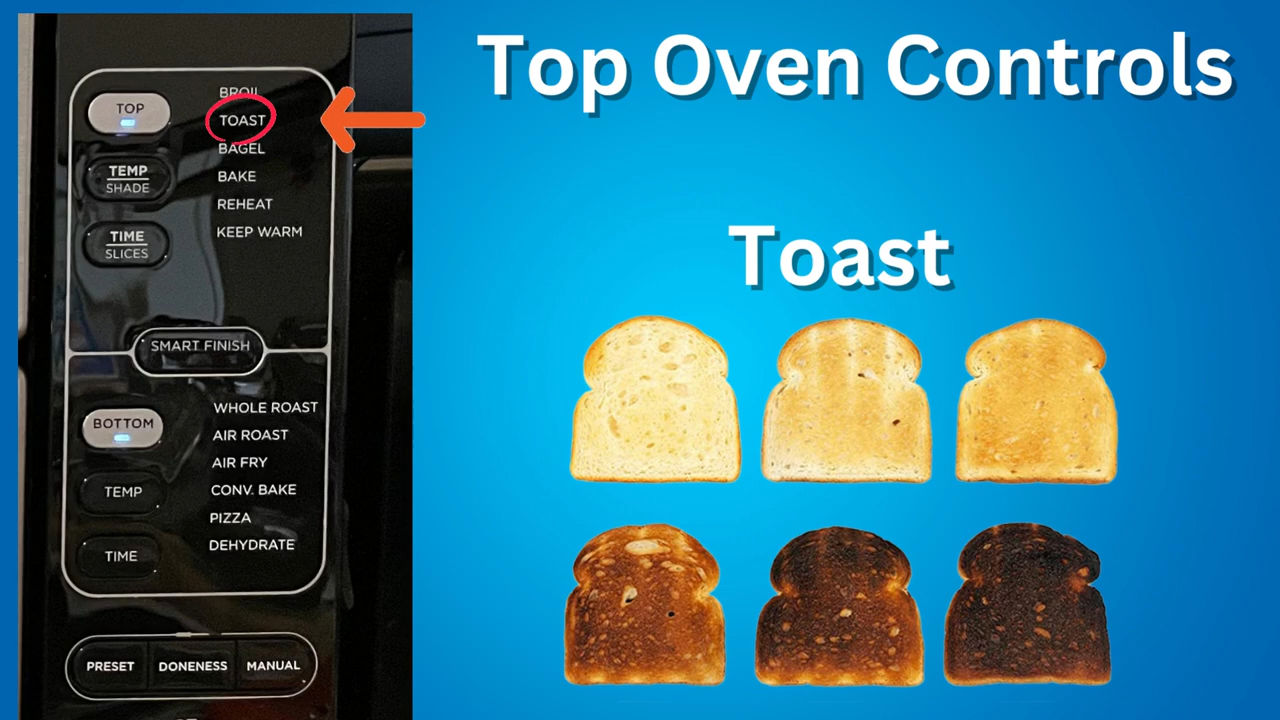 Top Oven Controls
Toast
TOP
TEMP
SHADE
TIME
SLICES
BROIL
TOAST
BAGEL
BAKE
REHEAT
KEEP WARM
SMART FINISH
BOTTOM
TEMP
TIME
WHOLE ROAST
AIR ROAST
AIR FRY
CONV. BAKE
PIZZA
DEHYDRATE
PRESET
DONENESS
MANUAL